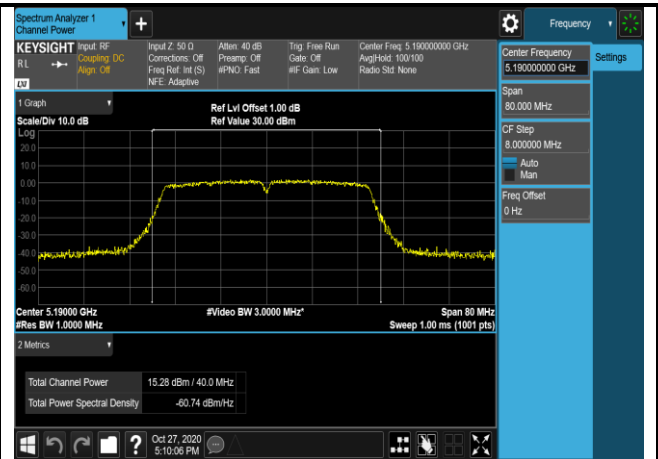 Spectrum Analyzer 1
Channel Power
+
Frequency
KEYSIGHT
RL
LXI
Input: RF
Coupling: DC
Align: Off
Input Z: 50 Ω
Corrections: Off
Freq Ref: Int (S)
NFE: Adaptive
Atten: 40 dB
Preamp: Off
#PNO: Fast
Trig: Free Run
Gate: Off
#IF Gain: Low
Center Freq: 5.190000000 GHz
Avg|Hold: 100/100
Radio Std: None
Center Frequency
5.190000000 GHz
Settings
Span
80.000 MHz
CF Step
8.000000 MHz
Auto
Man
Freq Offset
0 Hz
1 Graph
Scale/Div 10.0 dB
Ref Lvl Offset 1.00 dB
Ref Value 30.00 dBm
Log
20.0
10.0
0.00
-10.0
-20.0
-30.0
-40.0
-50.0
-60.0
Center 5.19000 GHz
#Video BW 3.0000 MHz*
Span 80 MHz
#Res BW 1.0000 MHz
Sweep 1.00 ms (1001 pts)
2 Metrics
Total Channel Power 15.28 dBm / 40.0 MHz
Total Power Spectral Density -60.74 dBm/Hz
?
Oct 27, 2020
5:10:06 PM